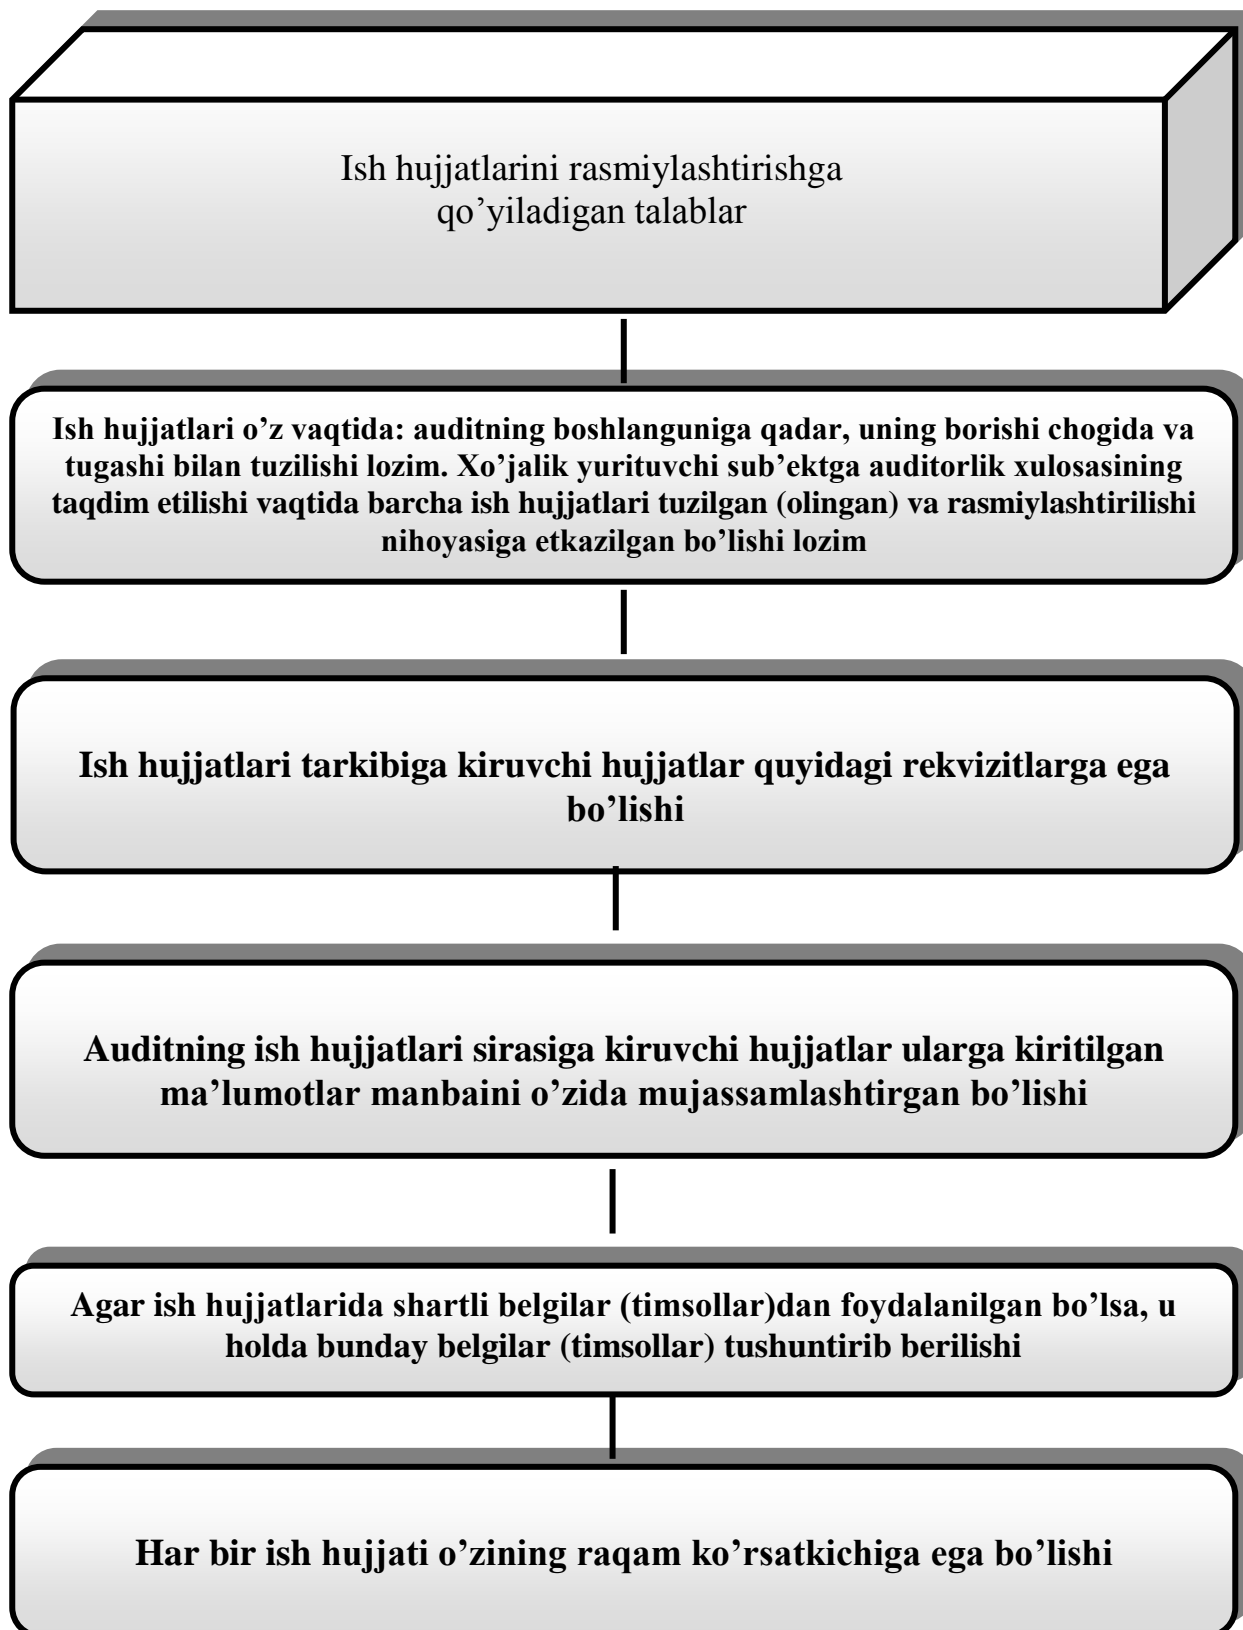 Ish hujjatlarini rasmiylashtirishga
qo’yiladigan talablar
Ish hujjatlari o’z vaqtida: auditning boshlanguniga qadar, uning borishi chogida va
tugashi bilan tuzilishi lozim. Xo’jalik yurituvchi sub’ektga auditorlik xulosasining
taqdim etilishi vaqtida barcha ish hujjatlari tuzilgan (olingan) va rasmiylashtirilishi
nihoyasiga etkazilgan bo’lishi lozim
Ish hujjatlari tarkibiga kiruvchi hujjatlar quyidagi rekvizitlarga ega
bo’lishi
Auditning ish hujjatlari sirasiga kiruvchi hujjatlar ularga kiritilgan
ma’lumotlar manbaini o’zida mujassamlashtirgan bo’lishi
Agar ish hujjatlarida shartli belgilar (timsollar)dan foydalanilgan bo’lsa, u
holda bunday belgilar (timsollar) tushuntirib berilishi
Har bir ish hujjati o’zining raqam ko’rsatkichiga ega bo’lishi